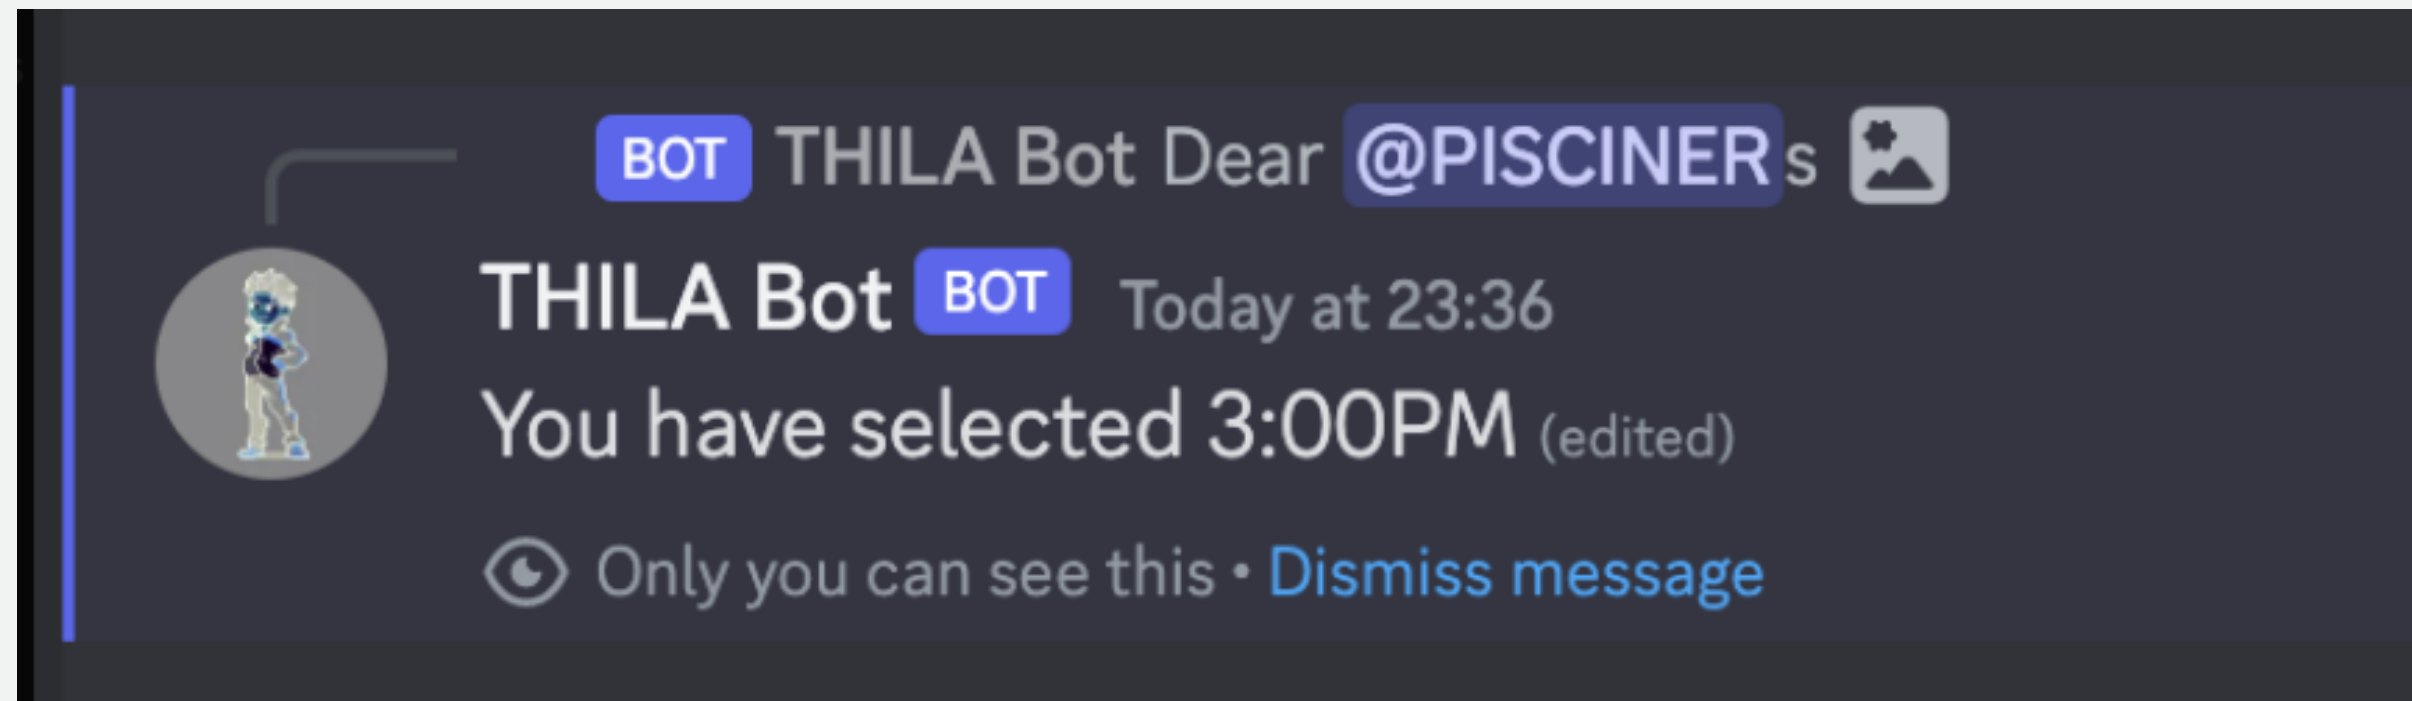 BOT THILA Bot Dear @PISCINERs
THILA Bot BOT Today at 23:36
You have selected 3:00PM (edited)
Only you can see this • Dismiss message